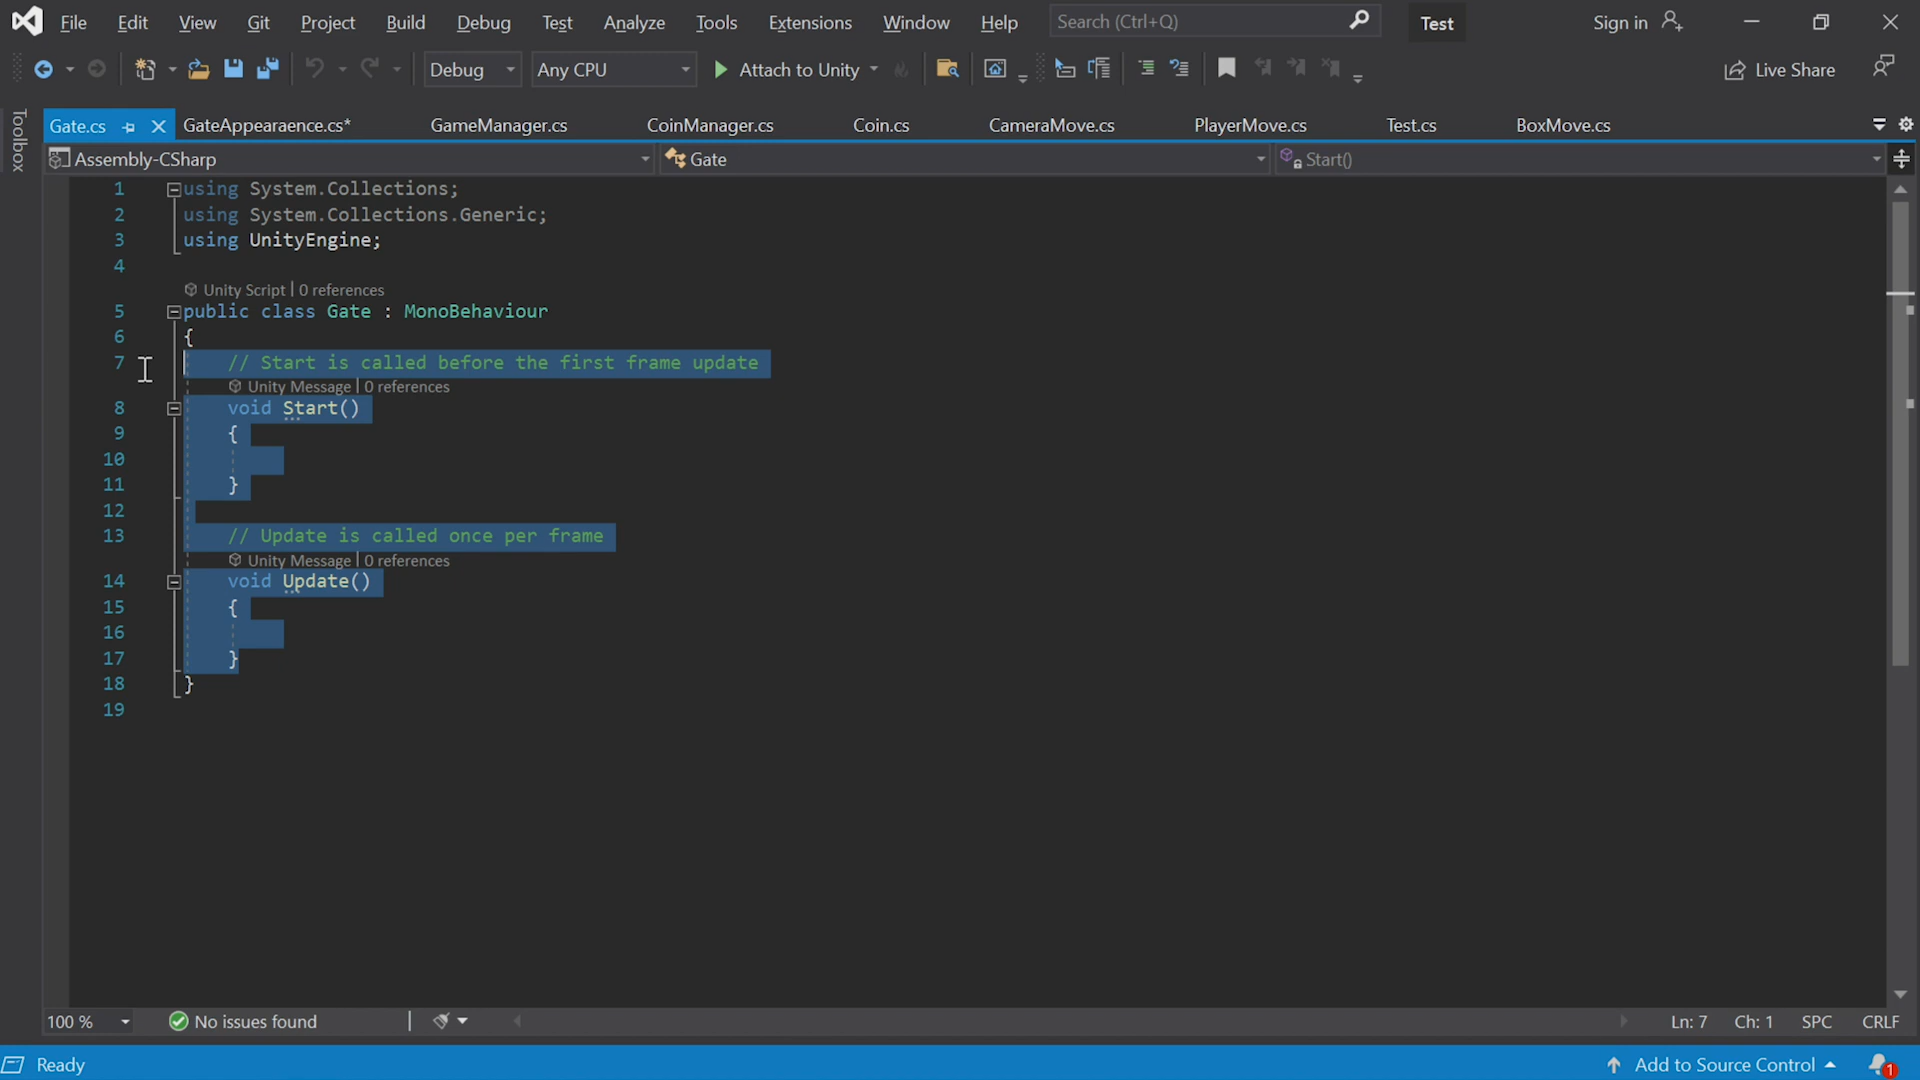 File Edit View Git Project Build Debug Test Analyze Tools Extensions Window Help Search (Ctrl+Q) Test Sign in
Debug Any CPU Attach to Unity Live Share
Toolbox
Gate.cs GateAppearaence.cs* GameManager.cs CoinManager.cs Coin.cs CameraMove.cs PlayerMove.cs Test.cs BoxMove.cs
Assembly-CSharp Gate Start()
1 using System.Collections;
2 using System.Collections.Generic;
3 using UnityEngine;
4
Unity Script | 0 references
5 public class Gate : MonoBehaviour
6 {
7 // Start is called before the first frame update
Unity Message | 0 references
8 void Start()
9 {
10
11 }
12
13 // Update is called once per frame
Unity Message | 0 references
14 void Update()
15 {
16
17 }
18 }
19
100 % No issues found Ln: 7 Ch: 1 SPC CRLF
Ready Add to Source Control 1